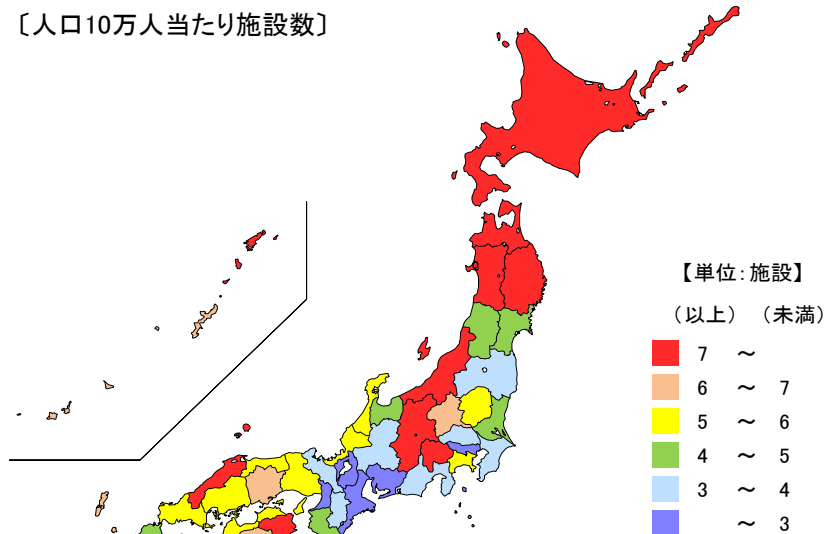 〔人口10万人当たり施設数〕
【単位：施設】
（以上）　（未満）
7　～
6　～　7
5　～　6
4　～　5
3　～　4
～　3